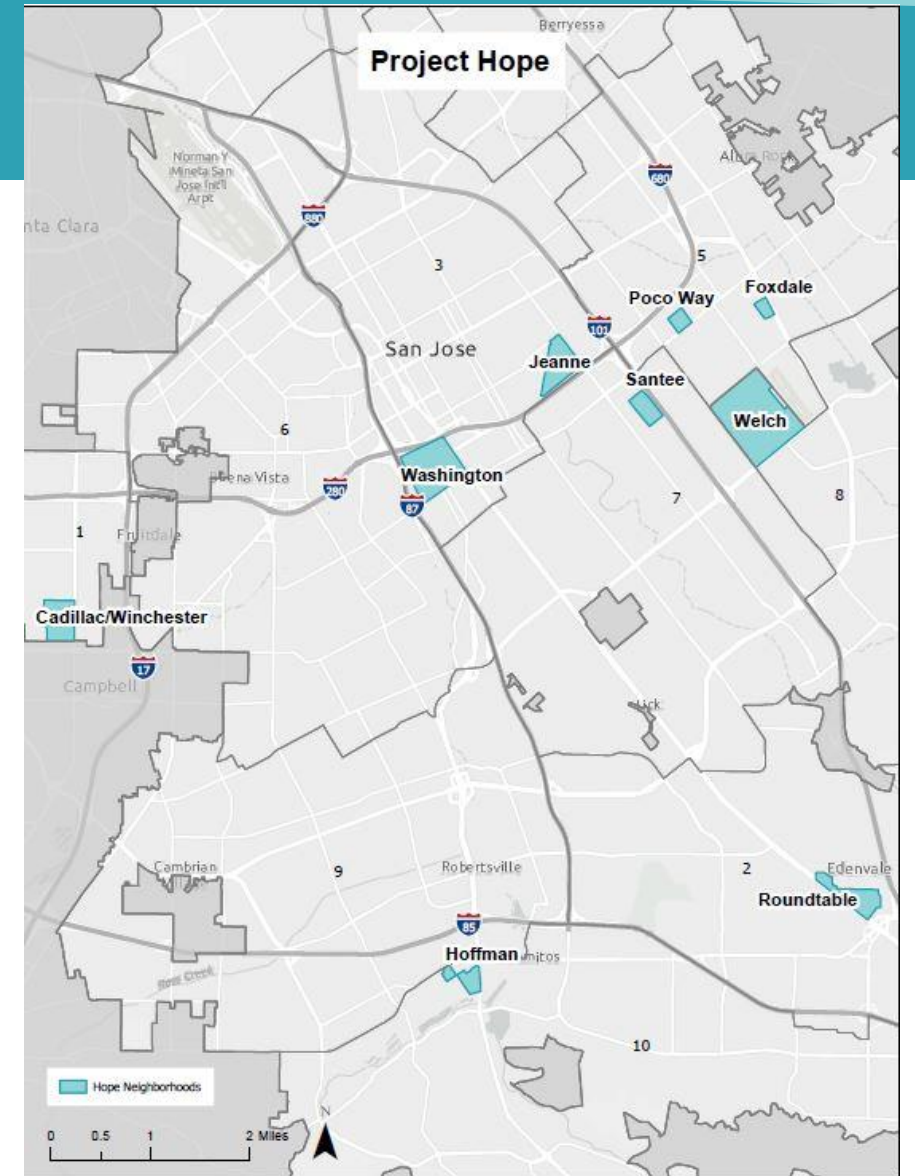 Berryessa
Project Hope
Norman Y
Mineta San
Jose Int'l
Arpt
680
Alum Rock
nta Clara
880
3
5
Foxdale
Poco Way
101
San Jose
Jeanne
Santee
Welch
6
Washington
280
87
7
8
1
Fruitdale
Cadillac/Winchester
17
Campbell
Lick
Cambrian
9
Robertsville
2
Edenvale
Roundtable
85
Hoffman
mitos
Ross Creek
10
Hope Neighborhoods
N
0 0.5 1 2 Miles